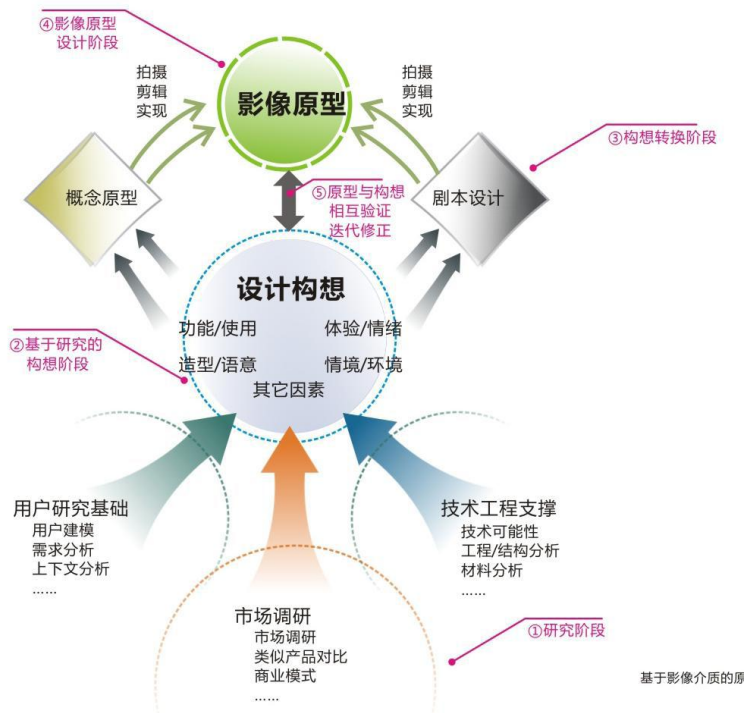 ④影像原型
设计阶段
拍摄
剪辑
实现
影像原型
拍摄
剪辑
实现
③构想转换阶段
概念原型
⑤原型与构想
相互验证
迭代修正
剧本设计
设计构想
功能/使用
体验/情绪
造型/语意
情境/环境
其它因素
②基于研究的
构想阶段
用户研究基础
用户建模
需求分析
上下文分析
……
技术工程支撑
技术可能性
工程/结构分析
材料分析
……
市场调研
市场调研
类似产品对比
商业模式
……
①研究阶段
基于影像介质的原